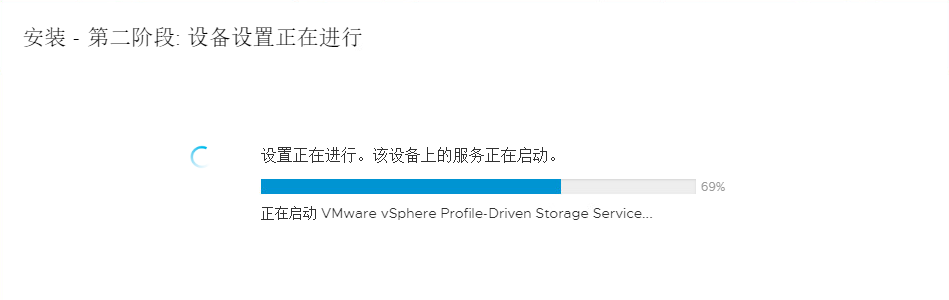 安装 - 第二阶段: 设备设置正在进行
设置正在进行。该设备上的服务正在启动。
69%
正在启动 VMware vSphere Profile-Driven Storage Service...